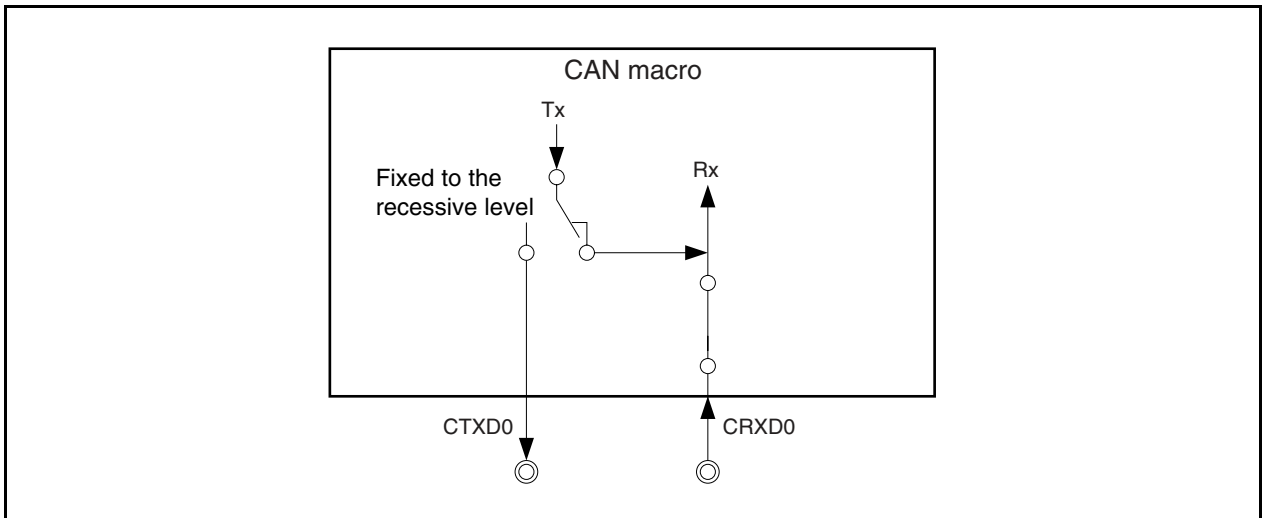 CAN macro
Tx
Rx
Fixed to the
recessive level
CTXD0
CRXD0